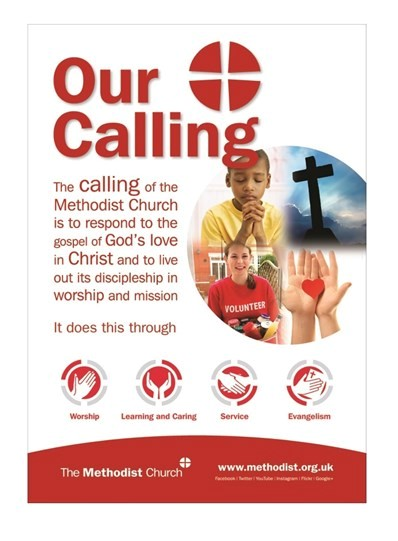 Our
Calling
The calling of the
Methodist Church
is to respond to the
gospel of God's love
in Christ and to live
out its discipleship in
worship and mission
VOLUNTEER
It does this through
Worship
Learning and Caring
Service
Evangelism
The Methodist Church
www.methodist.org.uk
Facebook | Twitter | YouTube | Instagram | Flickr | Google+